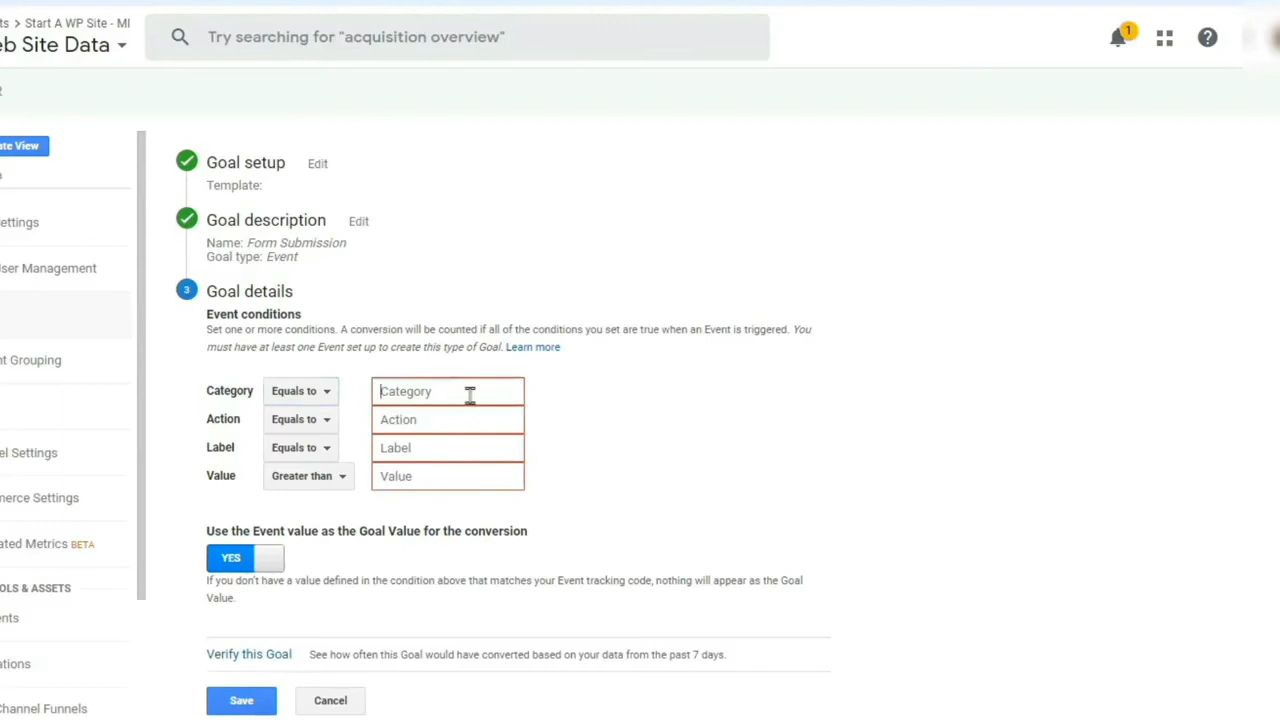 ts > Start A WP Site - MI
eb Site Data
Try searching for "acquisition overview"
1
ate View
ettings
ser Management
nt Grouping
el Settings
merce Settings
ated Metrics BETA
OLS & ASSETS
ents
ations
Channel Funnels
Goal setup Edit
Template:
Goal description Edit
Name: Form Submission
Goal type: Event
3 Goal details
Event conditions
Set one or more conditions. A conversion will be counted if all of the conditions you set are true when an Event is triggered. You
must have at least one Event set up to create this type of Goal. Learn more
Category Equals to Category
Action Equals to Action
Label Equals to Label
Value Greater than Value
Use the Event value as the Goal Value for the conversion
YES
If you don't have a value defined in the condition above that matches your Event tracking code, nothing will appear as the Goal
Value.
Verify this Goal See how often this Goal would have converted based on your data from the past 7 days.
Save Cancel